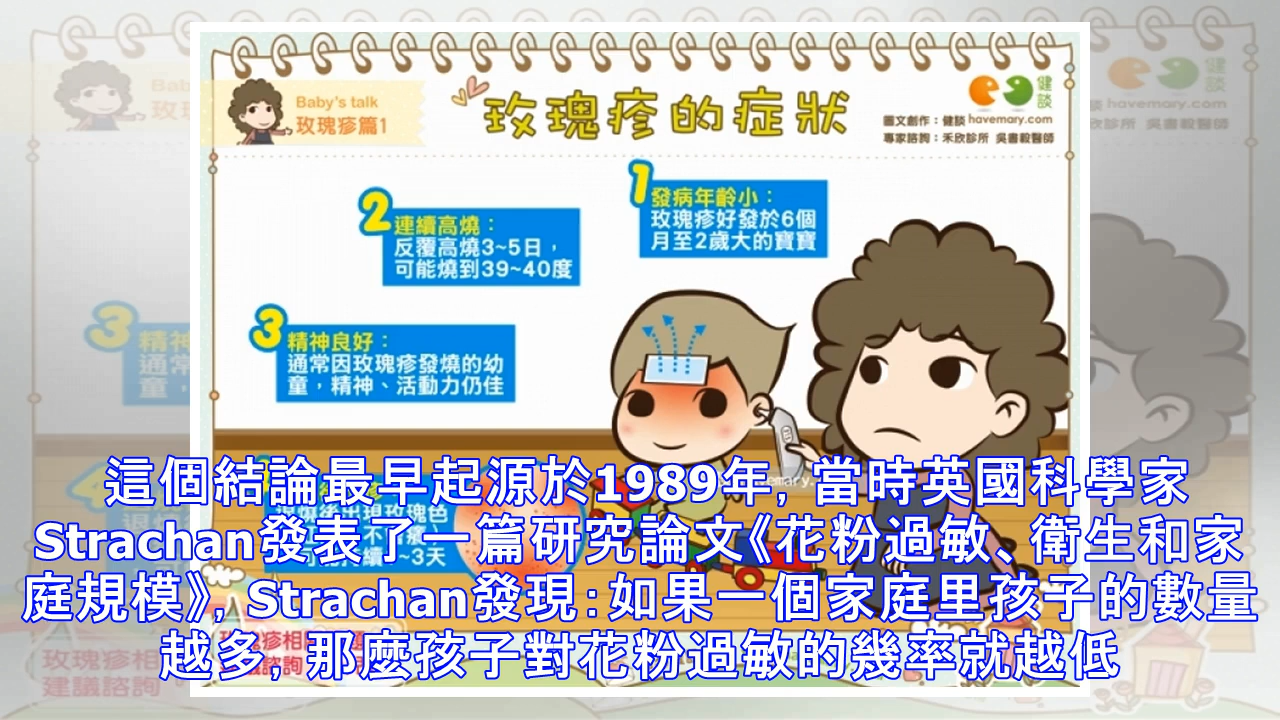 Baby's talk
玫瑰疹篇1
玫瑰疹的症狀
健談
圖文創作：健談 havemary.com
專家諮詢：禾欣診所 吳書毅醫師
1
發病年齡小：
玫瑰疹好發於6個
月至2歲大的寶寶
2
連續高燒：
反覆高燒3~5日，
可能燒到39~40度
3
精神良好：
通常因玫瑰疹發燒的幼
童，精神、活動力仍佳
這個結論最早起源於1989年, 當時英國科學家
Strachan發表了一篇研究論文《花粉過敏、衛生和家
庭規模》, Strachan發現:如果一個家庭里孩子的數量
越多, 那麼孩子對花粉過敏的幾率就越低